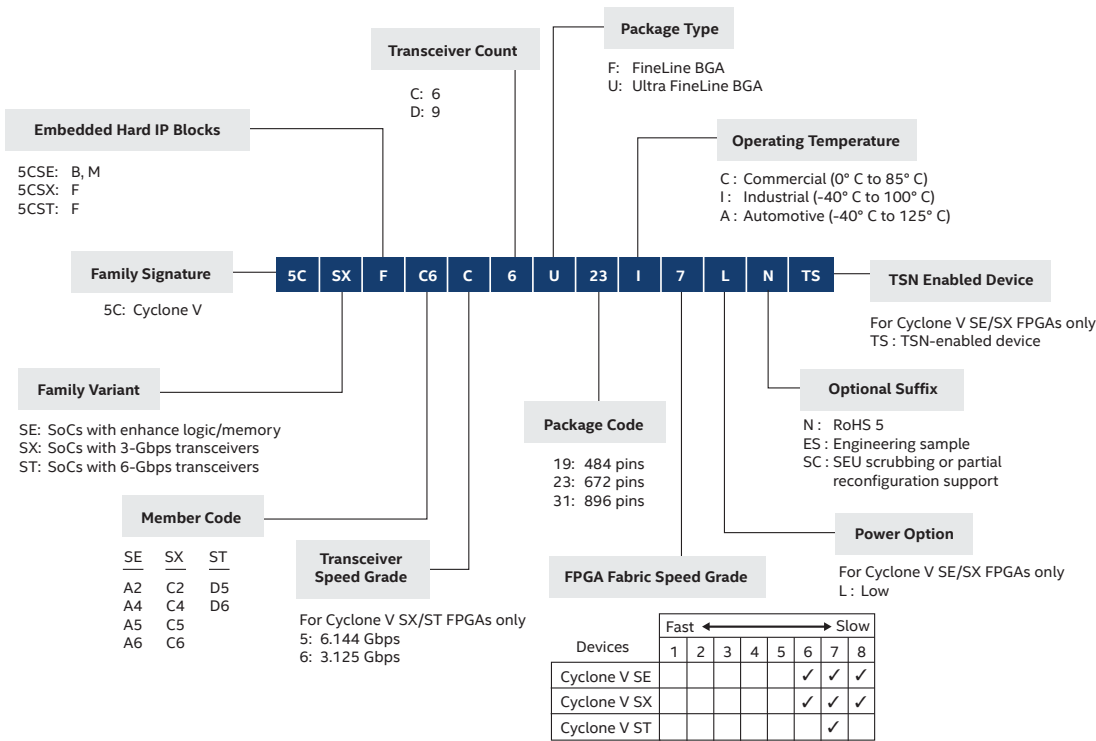 Package Type
F: FineLine BGA
U: Ultra FineLine BGA
Transceiver Count
C: 6
D: 9
Embedded Hard IP Blocks
5CSE: B, M
5CSX: F
5CST: F
Operating Temperature
C : Commercial (0° C to 85° C)
I : Industrial (-40° C to 100° C)
A : Automotive (-40° C to 125° C)
Family Signature
5C: Cyclone V
5C SX F C6 C 6 U 23 I 7 L N TS
TSN Enabled Device
For Cyclone V SE/SX FPGAs only
TS : TSN-enabled device
Family Variant
SE: SoCs with enhance logic/memory
SX: SoCs with 3-Gbps transceivers
ST: SoCs with 6-Gbps transceivers
Optional Suffix
N : RoHS 5
ES : Engineering sample
SC : SEU scrubbing or partial
reconfiguration support
Package Code
19: 484 pins
23: 672 pins
31: 896 pins
Member Code
SE SX ST
A2 C2 D5
A4 C4 D6
A5 C5
A6 C6
Transceiver
Speed Grade
For Cyclone V SX/ST FPGAs only
5: 6.144 Gbps
6: 3.125 Gbps
Power Option
For Cyclone V SE/SX FPGAs only
L : Low
FPGA Fabric Speed Grade
Fast Slow
Devices 1 2 3 4 5 6 7 8
Cyclone V SE ✓ ✓ ✓
Cyclone V SX ✓ ✓ ✓
Cyclone V ST ✓